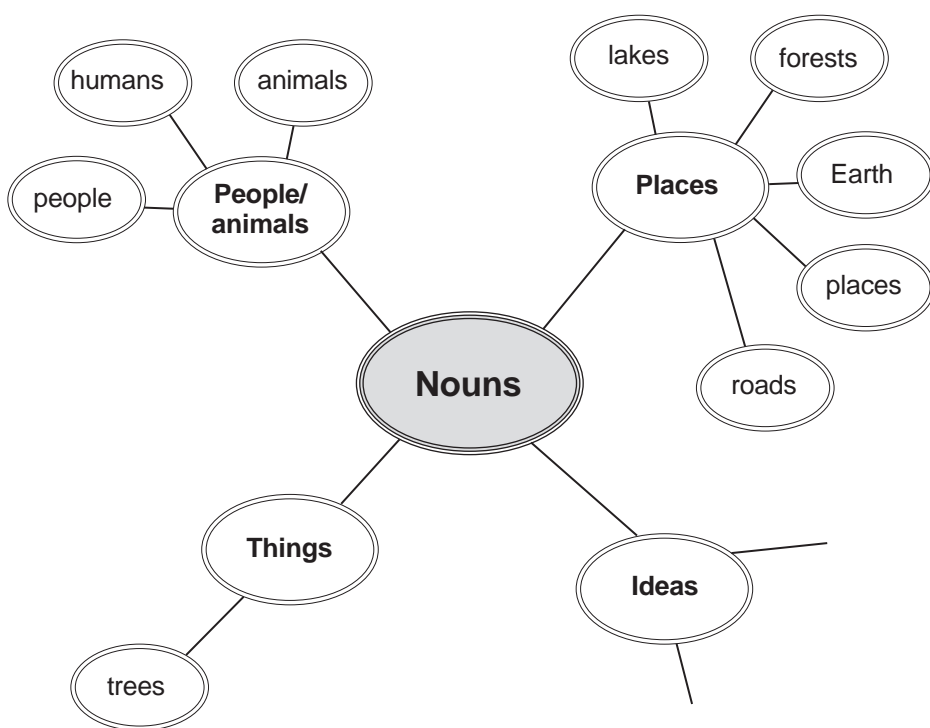 humans
animals
people
People/
animals
lakes
forests
Places
Earth
places
roads
Nouns
Things
trees
Ideas